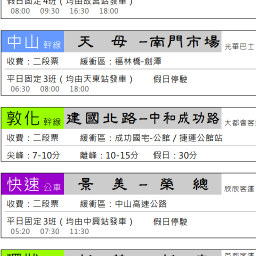 假日固定4班（均由故宮站發車）
08:00 09:30 16:30 18:00
中山 幹線 天母－南門市場 光華巴士
收費：二段票 緩衝區：福林橋-劍潭
平日固定3班（均由天東站發車） 假日停駛
06:30 08:00 18:00
敦化 幹線 建國北路－中和成功路 大都會客
收費：二段票 緩衝區：成功國宅-公館 / 捷運公館站
尖峰：7-10分 離峰：10-15分 假日：30分
快速 公車 景美－榮總 欣欣客運
收費：二段票 緩衝區：中山高速公路
平日固定3班（均由中興站發車） 假日停駛
05:20 07:30 11:30